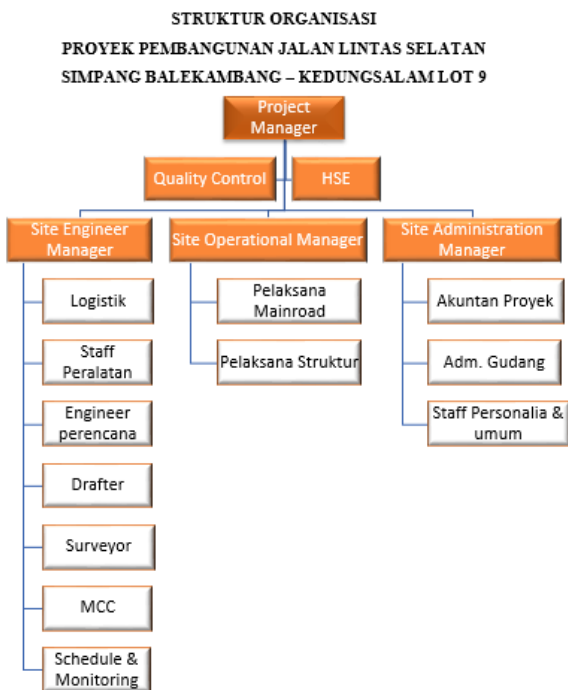 STRUKTUR ORGANISASI
PROYEK PEMBANGUNAN JALAN LINTAS SELATAN
SIMPANG BALEKAMBANG – KEDUNGSALAM LOT 9
Project
Manager
Quality Control
HSE
Site Engineer
Manager
Logistik
Staff
Peralatan
Engineer
perencana
Drafter
Surveyor
MCC
Schedule &
Monitoring
Site Operational Manager
Pelaksana
Mainroad
Pelaksana Struktur
Site Administration
Manager
Akuntan Proyek
Adm. Gudang
Staff Personalia &
umum